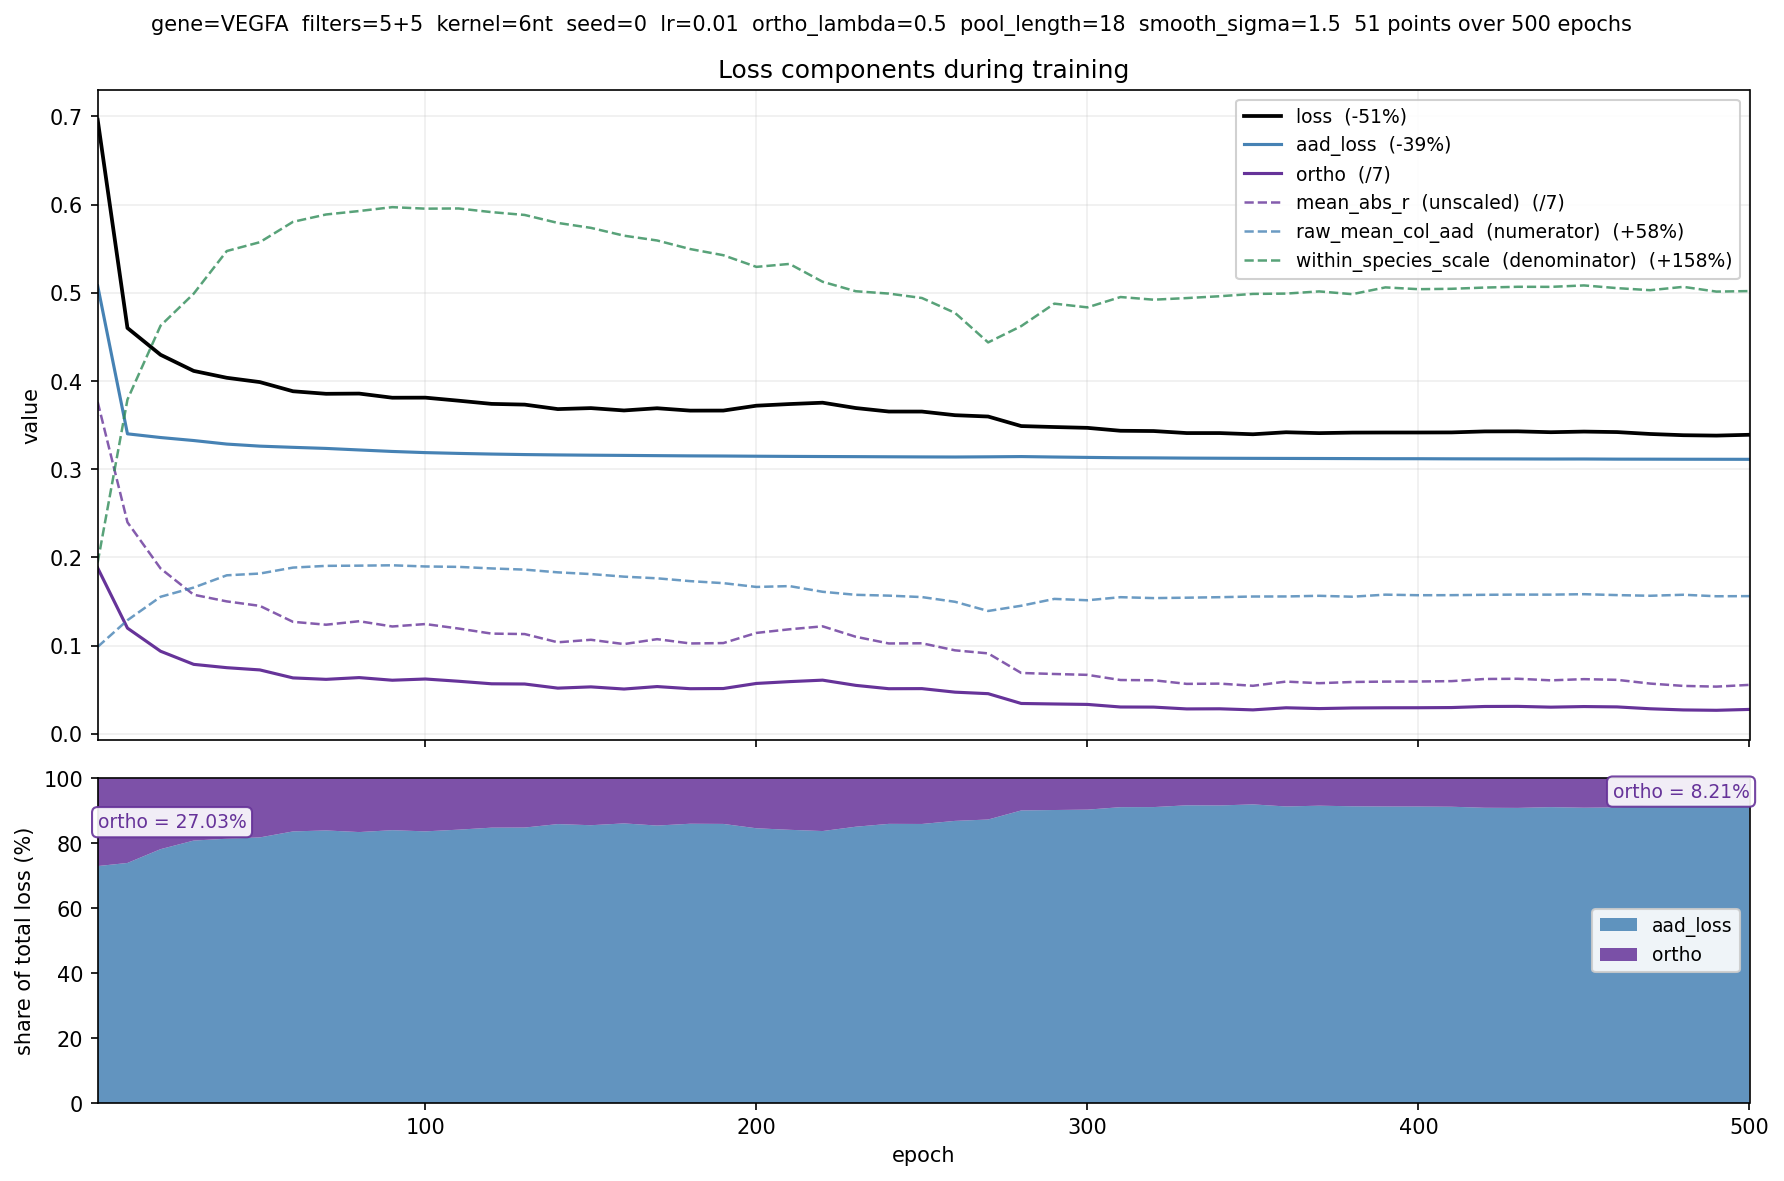 gene=VEGFA  filters=5+5  kernel=6nt  seed=0  lr=0.01  ortho_lambda=0.5  pool_length=18  smooth_sigma=1.5  51 points over 500 epochs
Loss components during training
value
0.7
0.6
0.5
0.4
0.3
0.2
0.1
0.0
loss  (-51%)
aad_loss  (-39%)
ortho  (/7)
mean_abs_r  (unscaled)  (/7)
raw_mean_col_aad  (numerator)  (+58%)
within_species_scale  (denominator)  (+158%)
share of total loss (%)
100
80
60
40
20
0
ortho = 27.03%
ortho = 8.21%
aad_loss
ortho
100
200
300
400
500
epoch